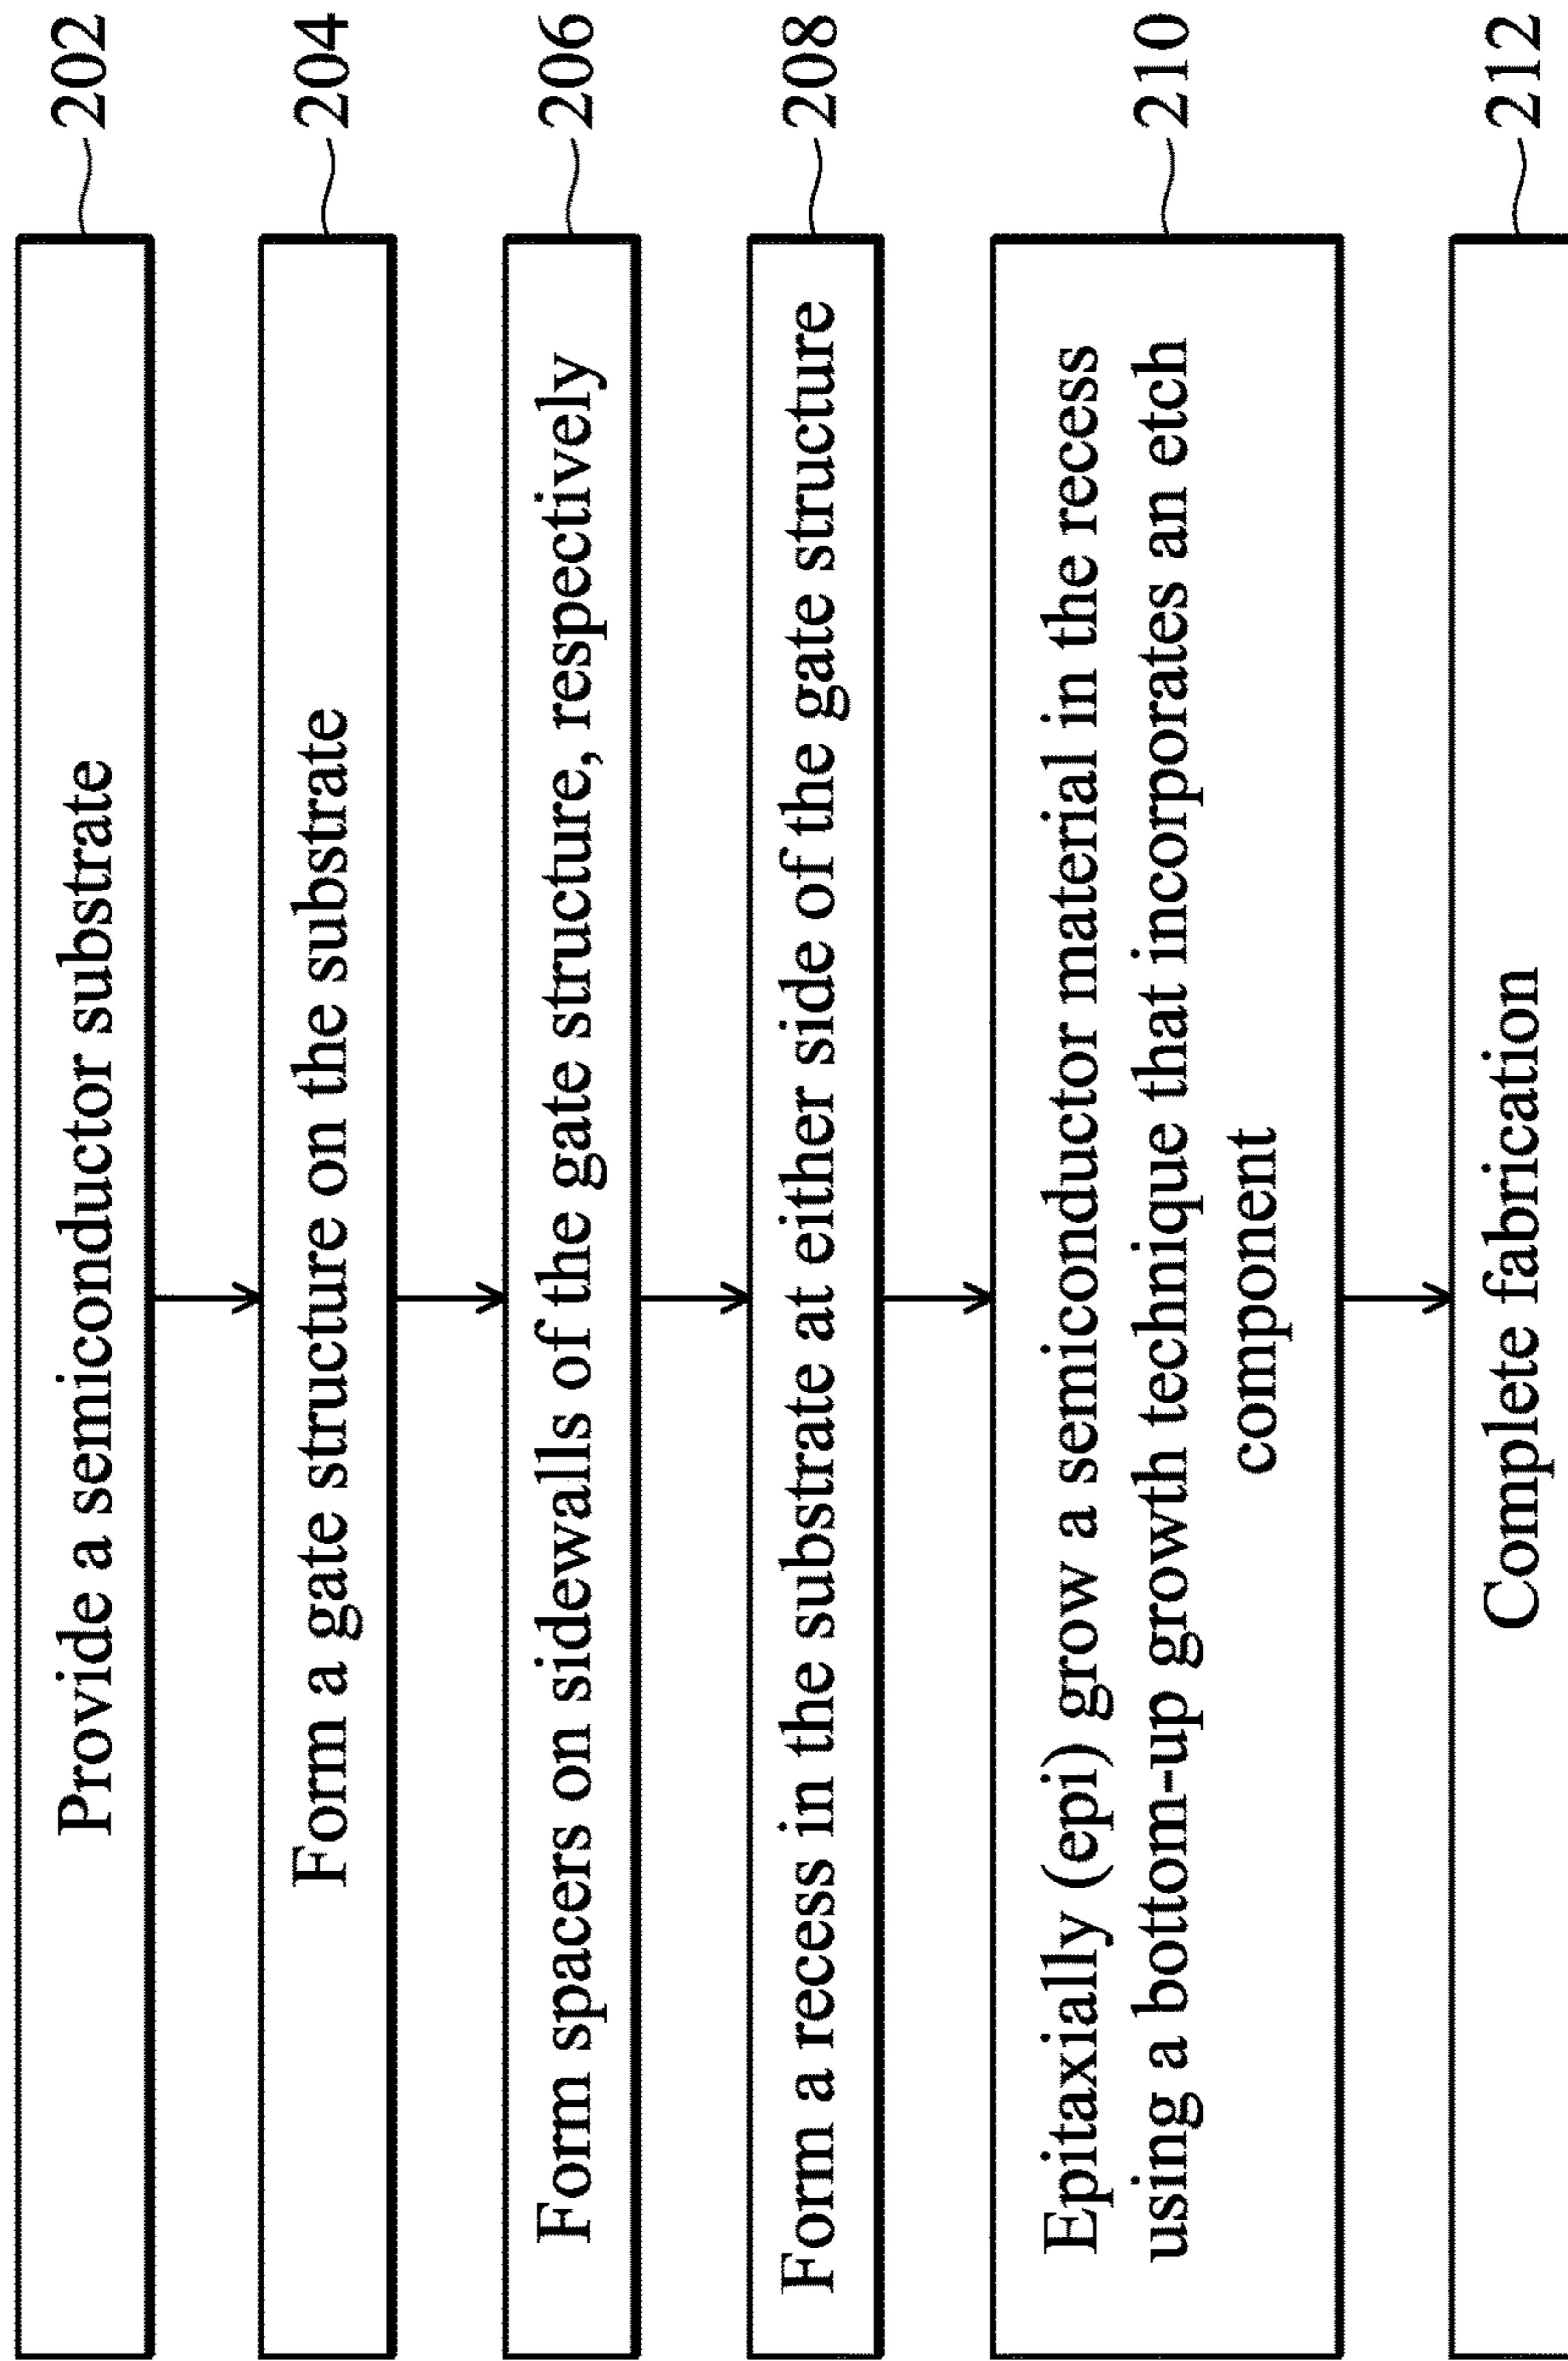 Provide a semiconductor substrate
202
Form a gate structure on the substrate
204
Form spacers on sidewalls of the gate structure, respectively
206
Form a recess in the substrate at either side of the gate structure
208
Epitaxially (epi) grow a semiconductor material in the recess
using a bottom-up growth technique that incorporates an etch
component
210
Complete fabrication
212